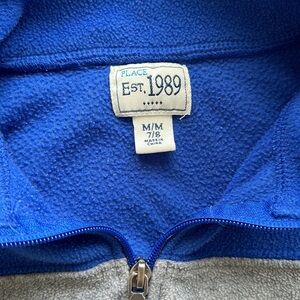 PLACE
EST. 1989
M/M
7/8
MADE IN
CHINA